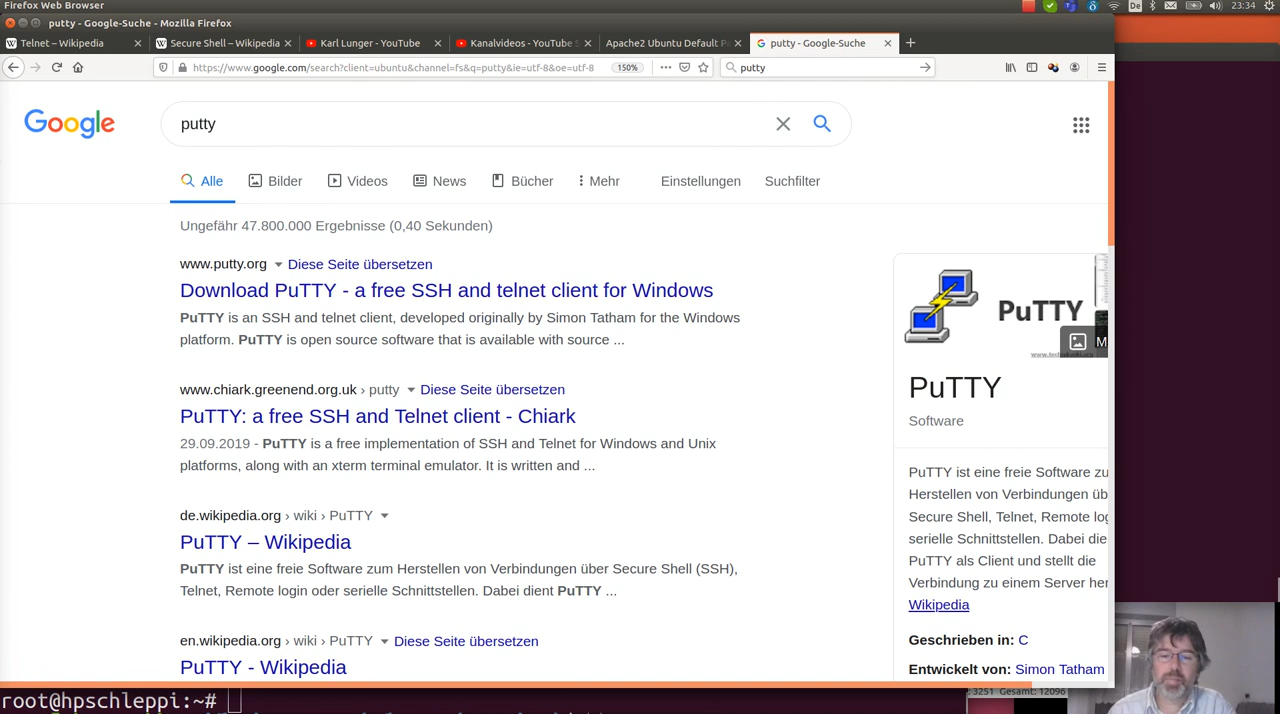 Firefox Web Browser
De
23:34
putty - Google-Suche - Mozilla Firefox
Telnet – Wikipedia
Secure Shell – Wikipedia
Karl Lunger - YouTube
Kanalvideos - YouTube S
Apache2 Ubuntu Default P
putty - Google-Suche
https://www.google.com/search?client=ubuntu&channel=fs&q=putty&ie=utf-8&oe=utf-8
150%
putty
Google
putty
Alle
Bilder
Videos
News
Bücher
Mehr
Einstellungen
Suchfilter
Ungefähr 47.800.000 Ergebnisse (0,40 Sekunden)
www.putty.org Diese Seite übersetzen
Download PuTTY - a free SSH and telnet client for Windows
PuTTY is an SSH and telnet client, developed originally by Simon Tatham for the Windows
platform. PuTTY is open source software that is available with source ...
www.chiark.greenend.org.uk › putty Diese Seite übersetzen
PuTTY: a free SSH and Telnet client - Chiark
29.09.2019 - PuTTY is a free implementation of SSH and Telnet for Windows and Unix
platforms, along with an xterm terminal emulator. It is written and ...
de.wikipedia.org › wiki › PuTTY
PuTTY – Wikipedia
PuTTY ist eine freie Software zum Herstellen von Verbindungen über Secure Shell (SSH),
Telnet, Remote login oder serielle Schnittstellen. Dabei dient PuTTY ...
en.wikipedia.org › wiki › PuTTY Diese Seite übersetzen
PuTTY - Wikipedia
PuTTY
M
PuTTY
Software
PuTTY ist eine freie Software zu
Herstellen von Verbindungen üb
Secure Shell, Telnet, Remote log
serielle Schnittstellen. Dabei die
PuTTY als Client und stellt die
Verbindung zu einem Server her
Wikipedia
Geschrieben in: C
Entwickelt von: Simon Tatham
root@hpschleppi:~#
: 3251 Gesamt: 12096